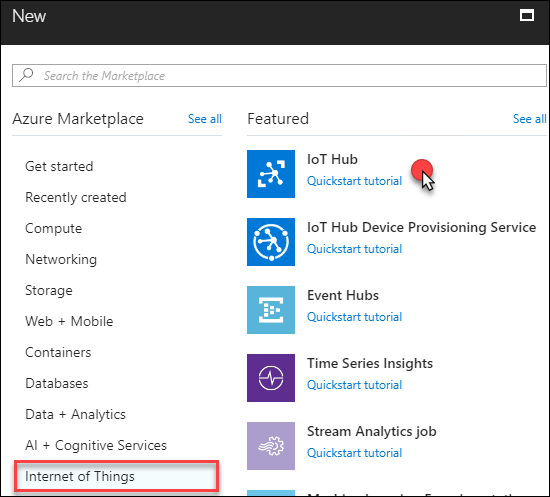 New
Search the Marketplace
Azure Marketplace See all
Get started
Recently created
Compute
Networking
Storage
Web + Mobile
Containers
Databases
Data + Analytics
AI + Cognitive Services
Internet of Things
Featured See all
IoT Hub
Quickstart tutorial
IoT Hub Device Provisioning Service
Quickstart tutorial
Event Hubs
Quickstart tutorial
Time Series Insights
Quickstart tutorial
Stream Analytics job
Quickstart tutorial